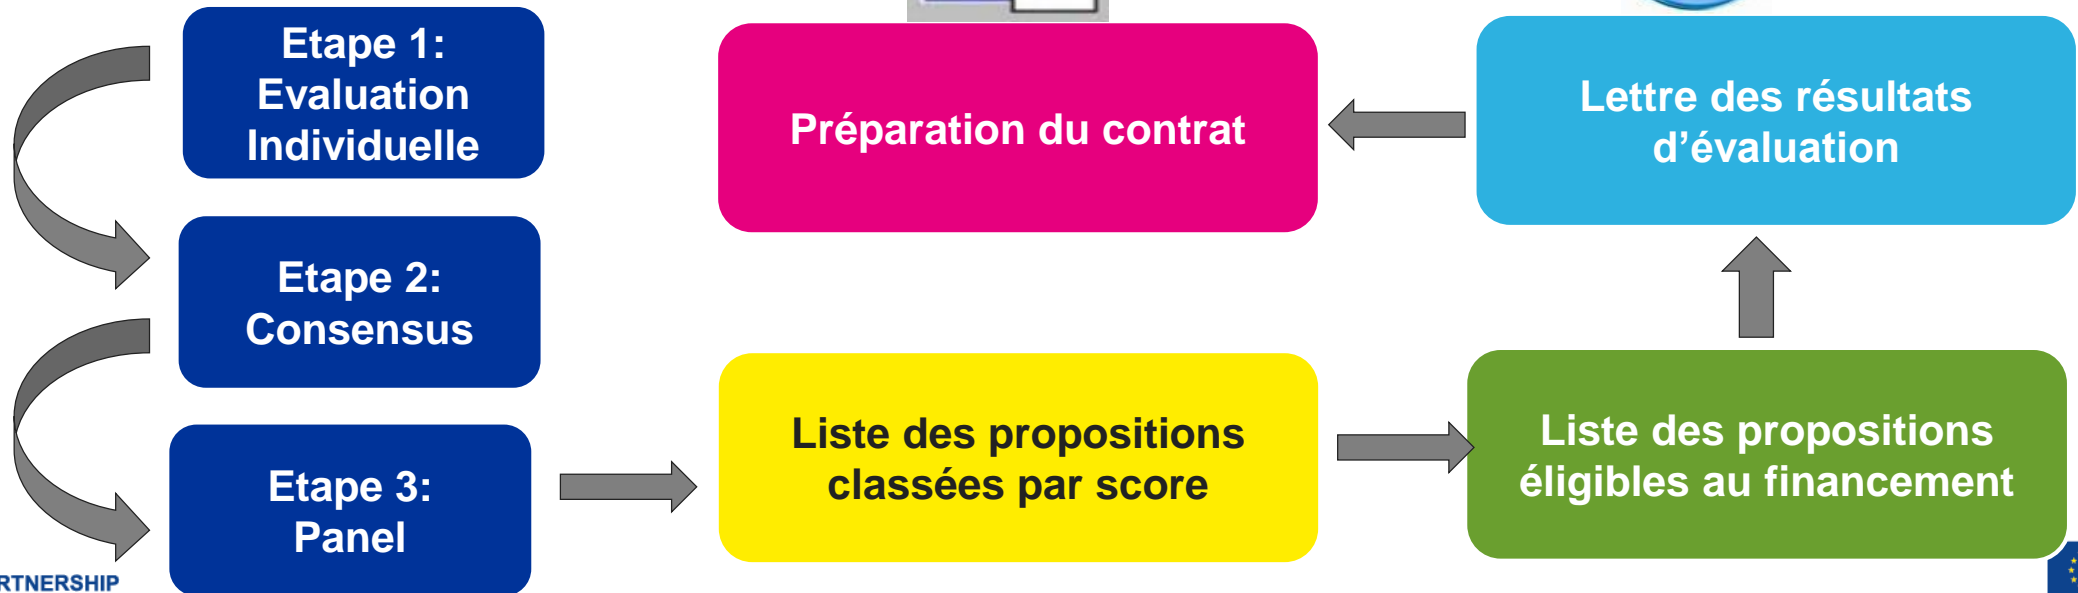 Etape 1:
Evaluation
Individuelle
Etape 2:
Consensus
Etape 3:
Panel
Liste des propositions
classées par score
Liste des propositions
éligibles au financement
Lettre des résultats
d’évaluation
Préparation du contrat